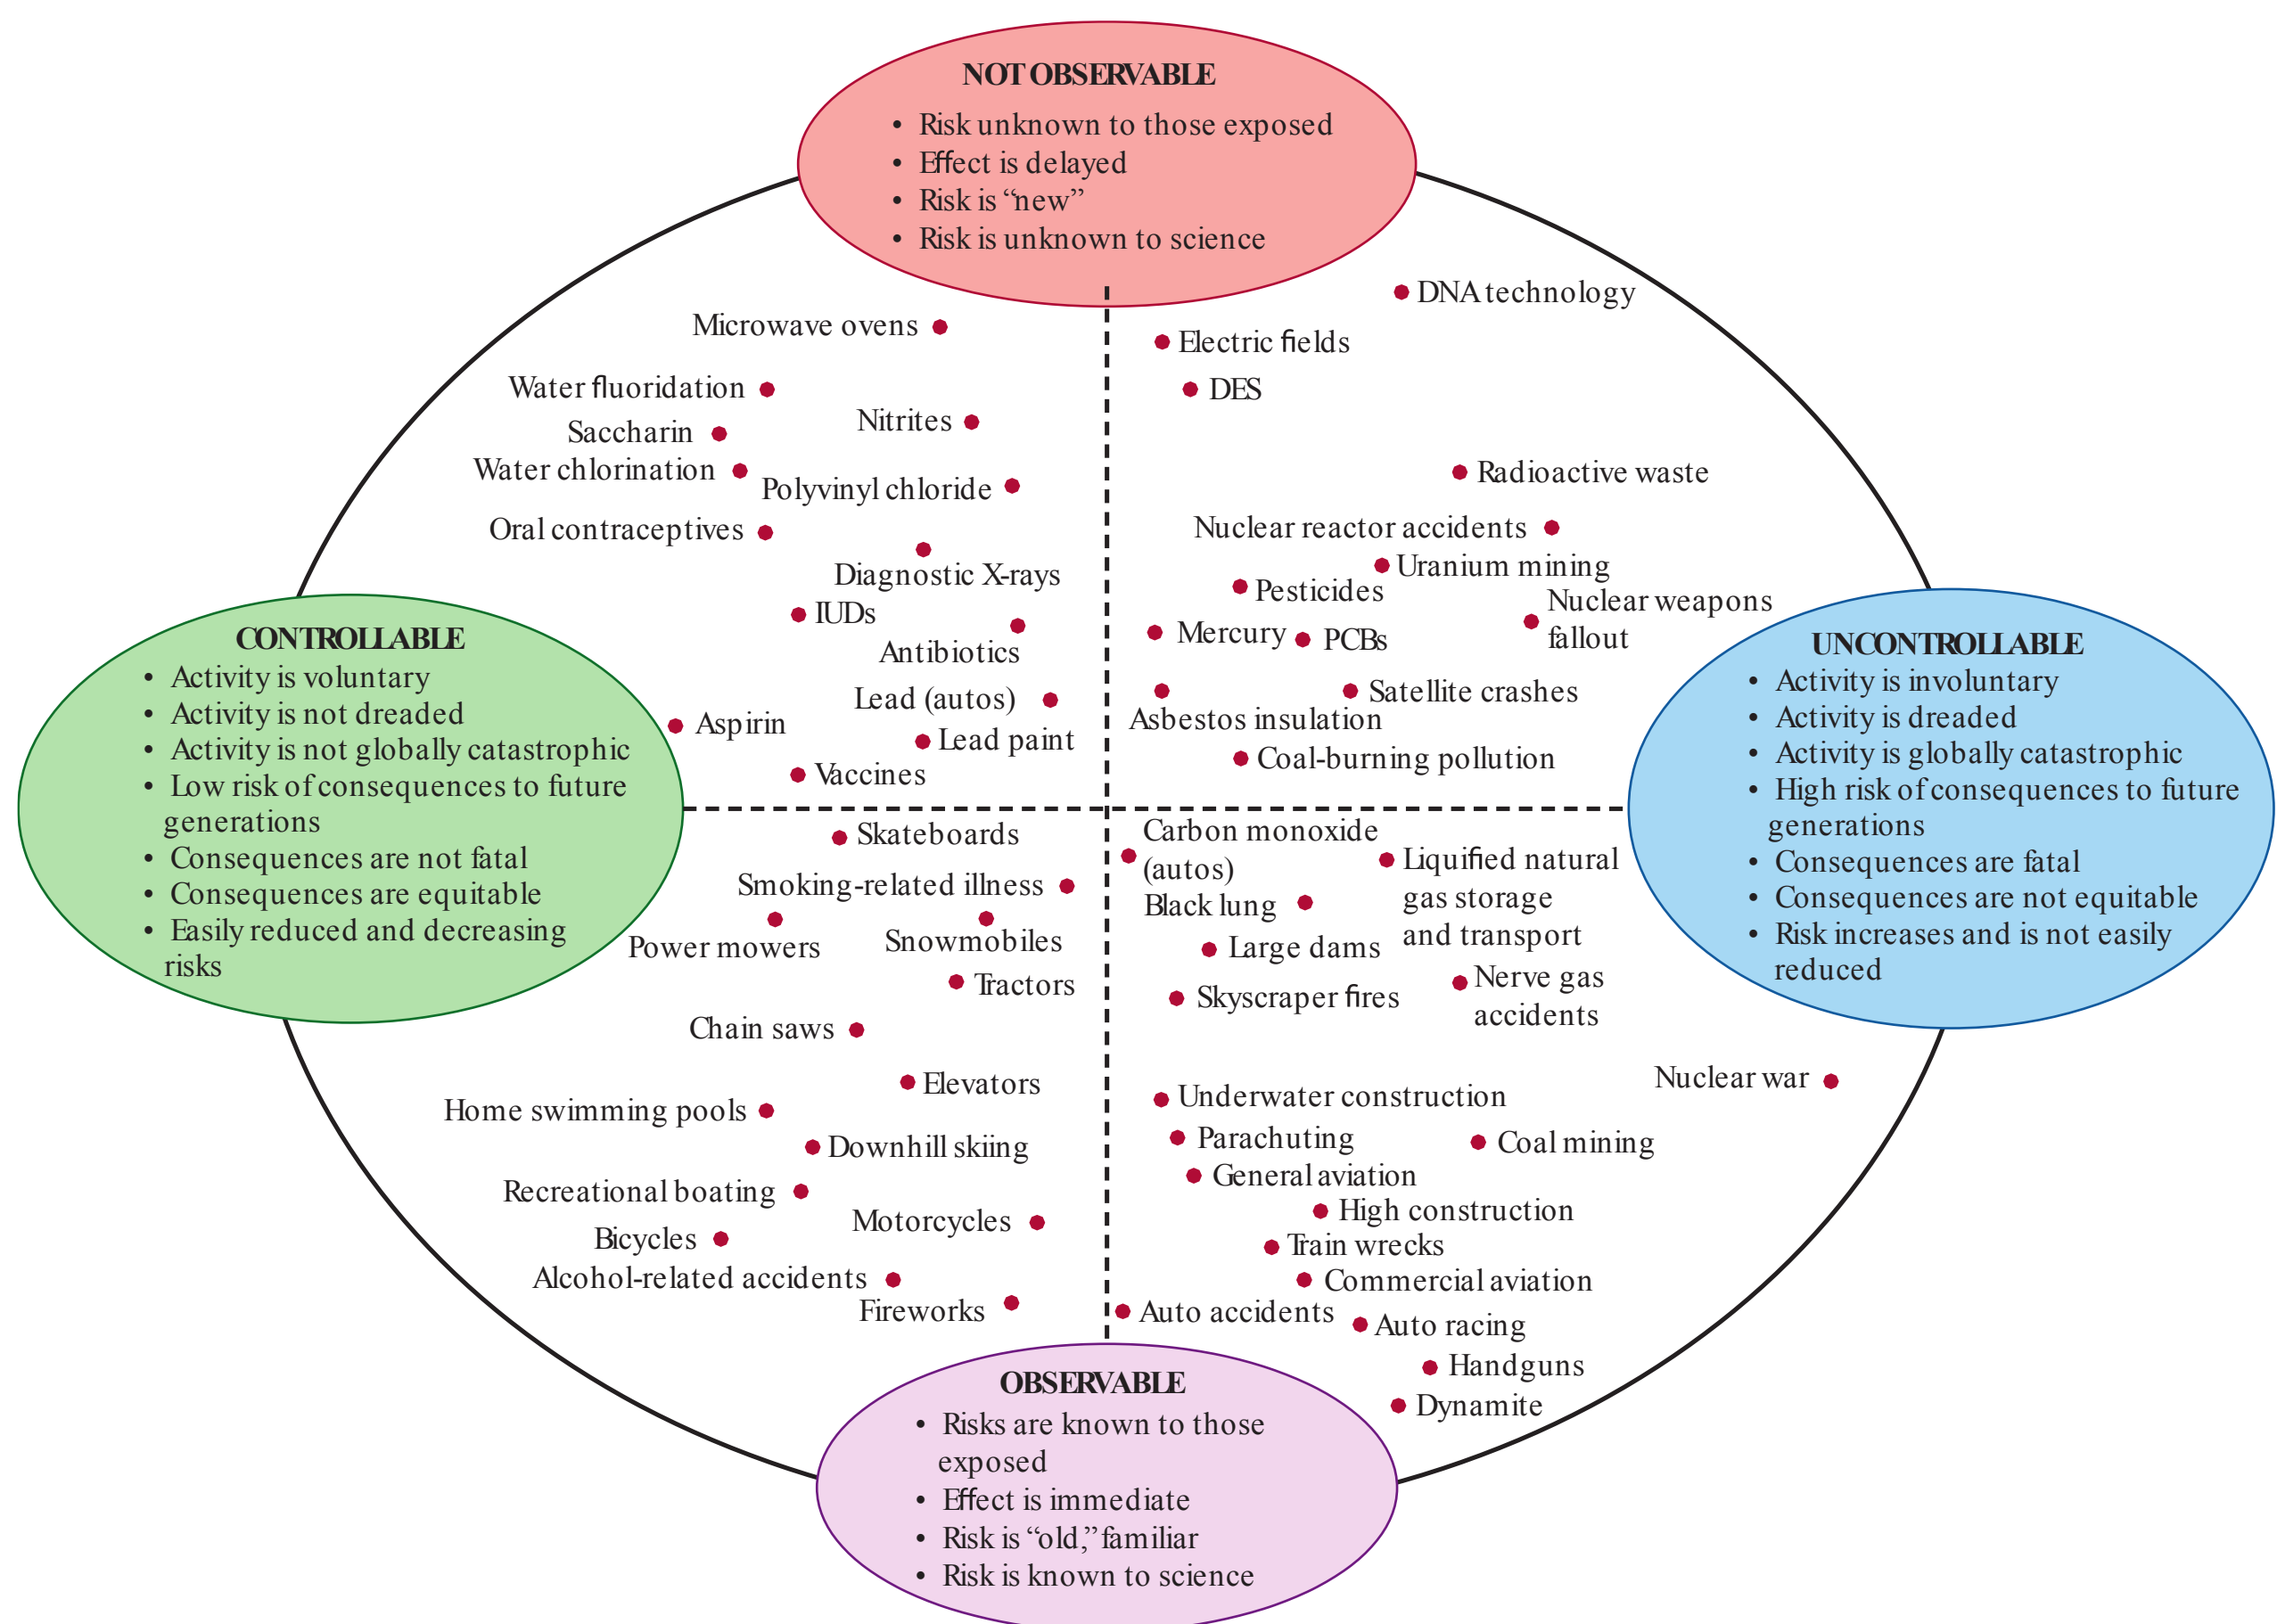 NOT OBSERVABLE
• Risk unknown to those exposed
• Effect is delayed
• Risk is “new”
• Risk is unknown to science
Microwave ovens
Water fluoridation
Nitrites
Saccharin
Water chlorination
Polyvinyl chloride
Oral contraceptives
Diagnostic X-rays
IUDs
Antibiotics
Lead (autos)
Aspirin
Lead paint
Vaccines
DNA technology
Electric fields
DES
Radioactive waste
Nuclear reactor accidents
Uranium mining
Pesticides
Nuclear weapons
fallout
Mercury
PCBs
Satellite crashes
Asbestos insulation
Coal-burning pollution
CONTROLLABLE
• Activity is voluntary
• Activity is not dreaded
• Activity is not globally catastrophic
• Low risk of consequences to future
generations
• Consequences are not fatal
• Consequences are equitable
• Easily reduced and decreasing
risks
UNCONTROLLABLE
• Activity is involuntary
• Activity is dreaded
• Activity is globally catastrophic
• High risk of consequences to future
generations
• Consequences are fatal
• Consequences are not equitable
• Risk increases and is not easily
reduced
Skateboards
Smoking-related illness
Power mowers
Snowmobiles
Tractors
Chain saws
Elevators
Home swimming pools
Downhill skiing
Recreational boating
Motorcycles
Bicycles
Alcohol-related accidents
Fireworks
Carbon monoxide
(autos)
Liquified natural
gas storage
and transport
Black lung
Large dams
Nerve gas
accidents
Skyscraper fires
Nuclear war
Underwater construction
Parachuting
Coal mining
General aviation
High construction
Train wrecks
Commercial aviation
Auto accidents
Auto racing
Handguns
Dynamite
OBSERVABLE
• Risks are known to those
exposed
• Effect is immediate
• Risk is “old,” familiar
• Risk is known to science